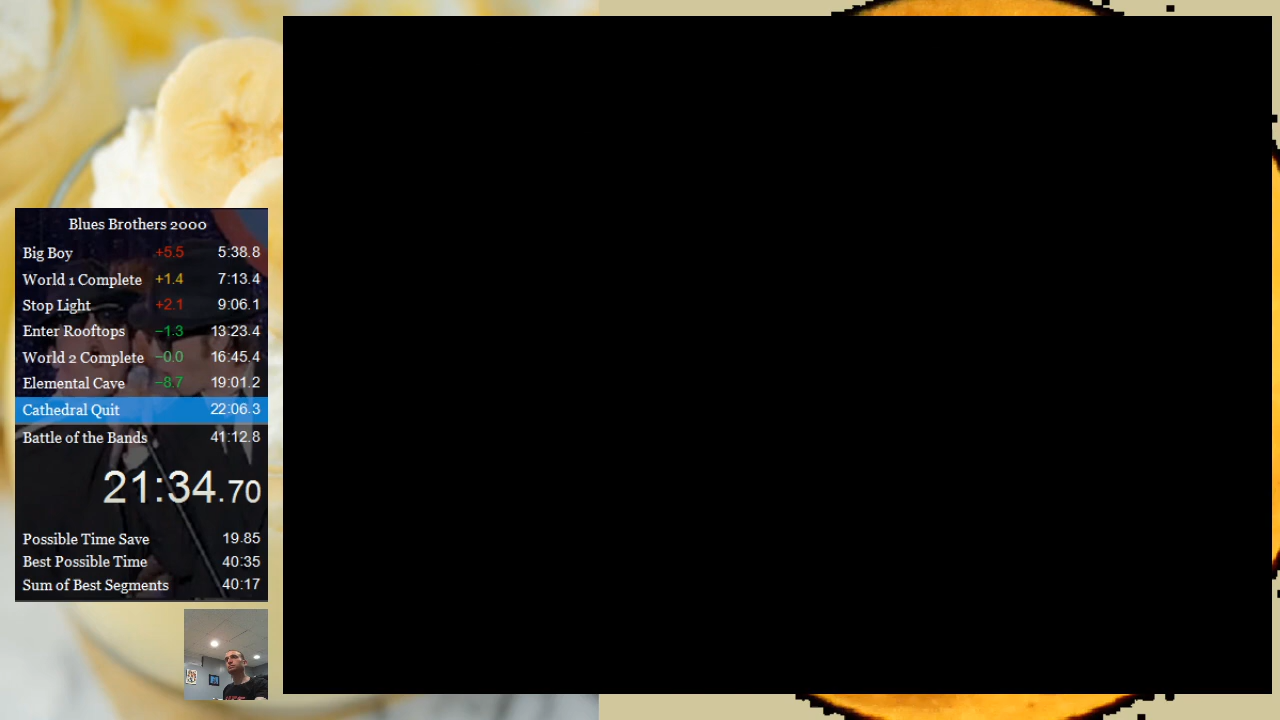 Blues Brothers 2000
Big Boy +5.5 5:38.8
World 1 Complete +1.4 7:13.4
Stop Light +2.1 9:06.1
Enter Rooftops −1.3 13:23.4
World 2 Complete −0.0 16:45.4
Elemental Cave −8.7 19:01.2
Cathedral Quit 22:06.3
Battle of the Bands 41:12.8
21:34.70
Possible Time Save 19.85
Best Possible Time 40:35
Sum of Best Segments 40:17